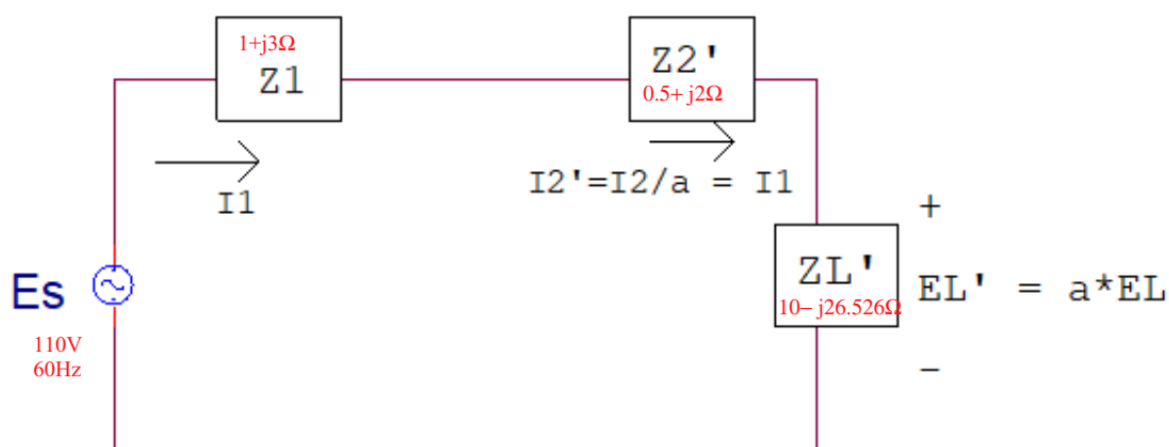 1+j3Ω
Z1
Z2'
0.5+ j2Ω
I1
I2'=I2/a = I1
+
Es
ZL'
EL' = a*EL
10– j26.526Ω
110V
60Hz
–